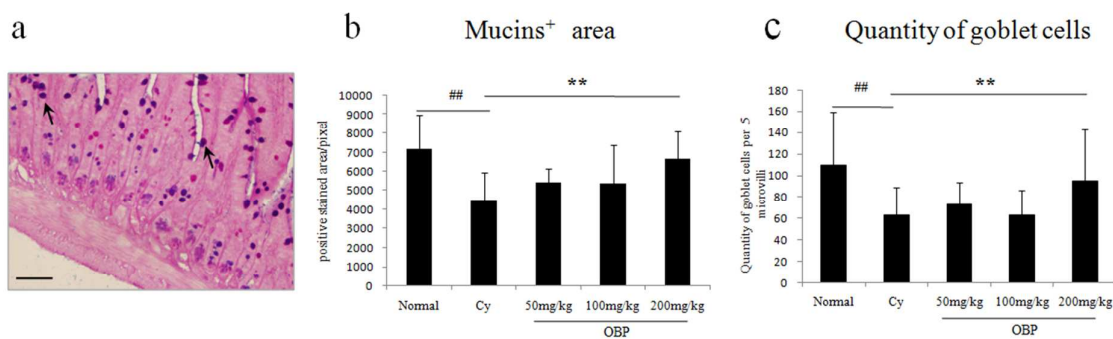 a
b Mucins⁺ area
##
**
positive stained area/pixel
10000
9000
8000
7000
6000
5000
4000
3000
2000
1000
0
Normal Cy 50mg/kg 100mg/kg 200mg/kg
OBP
c Quantity of goblet cells
##
**
Quantity of goblet cells per 5
microvilli
180
160
140
120
100
80
60
40
20
0
Normal Cy 50mg/kg 100mg/kg 200mg/kg
OBP